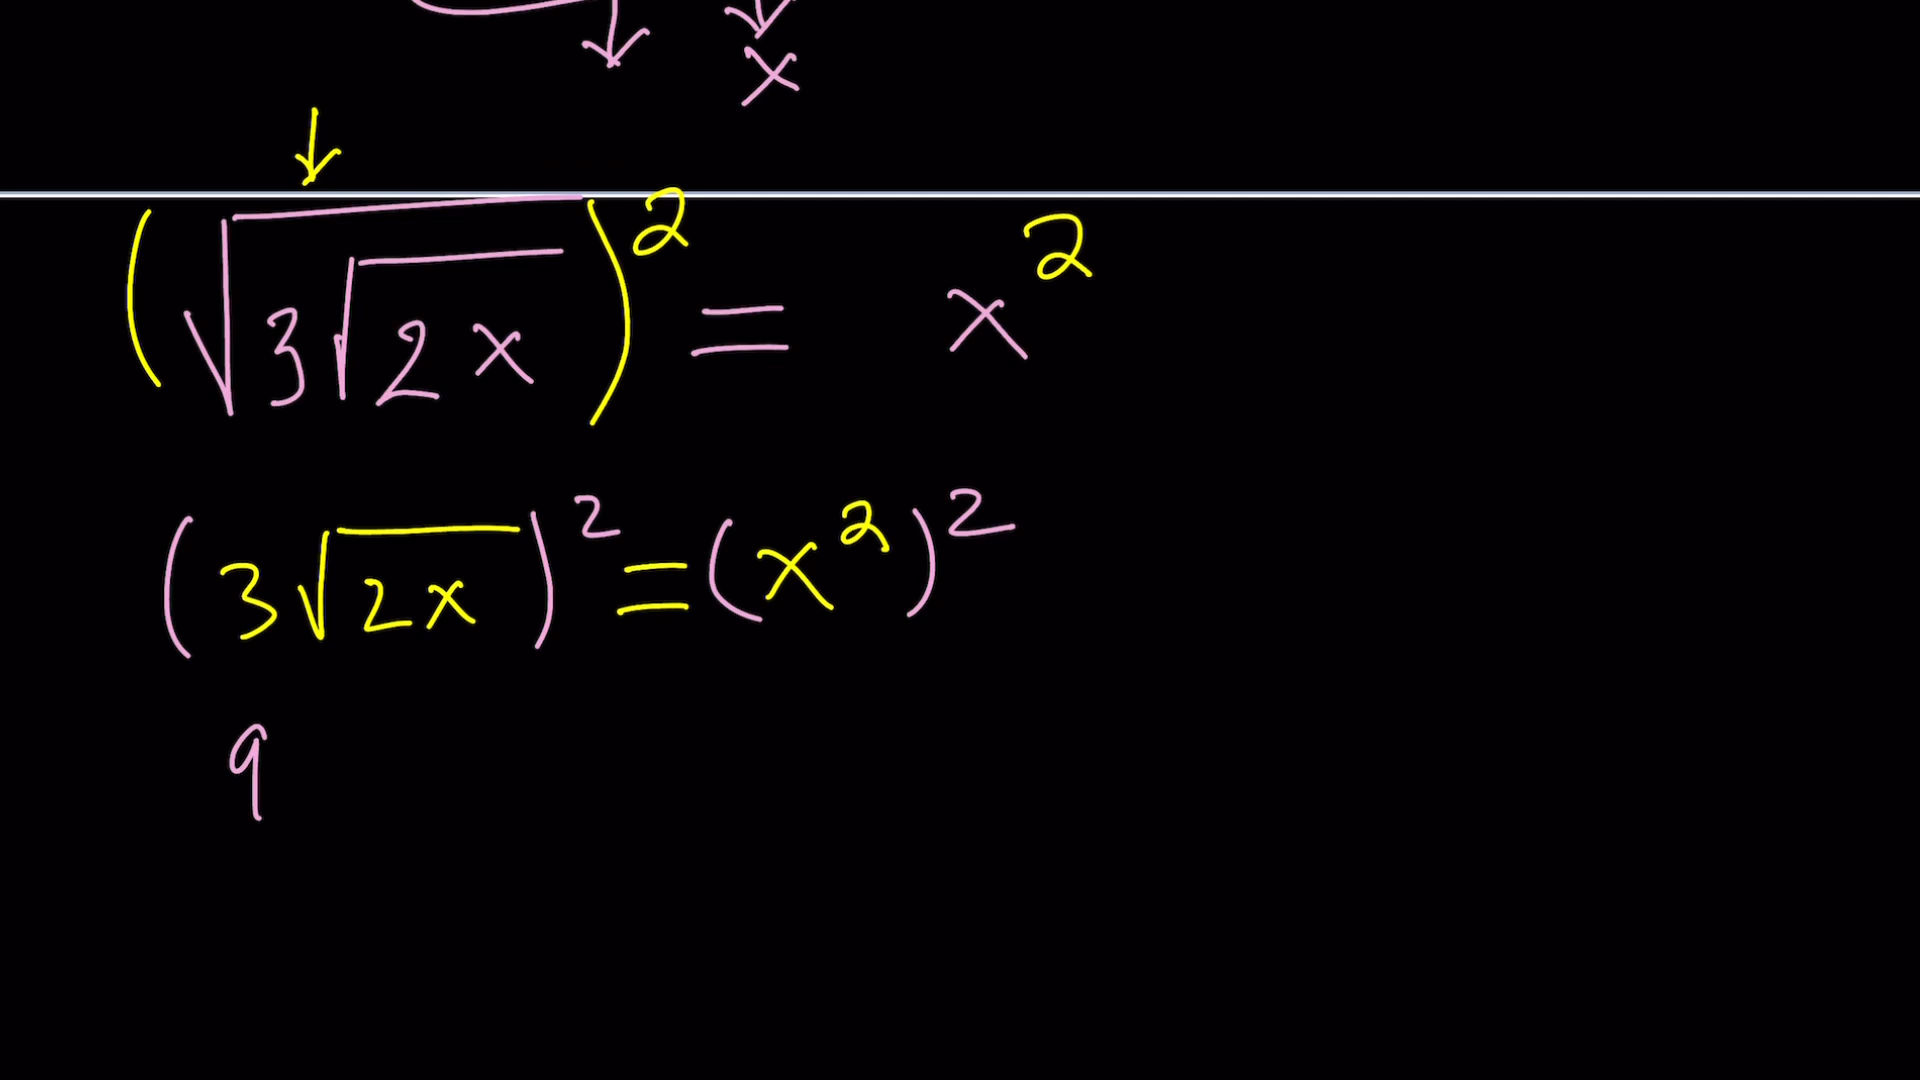 x
(√(3√(2x)))² = x²
(3√(2x))² = (x²)²
9